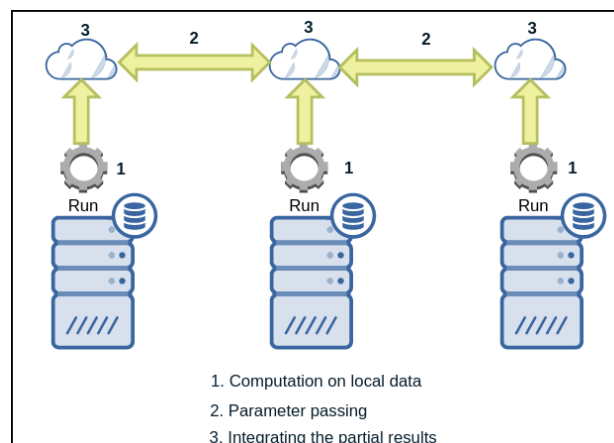 3
2
3
2
3
1
1
1
Run
Run
Run
1. Computation on local data
2. Parameter passing
3. Integrating the partial results